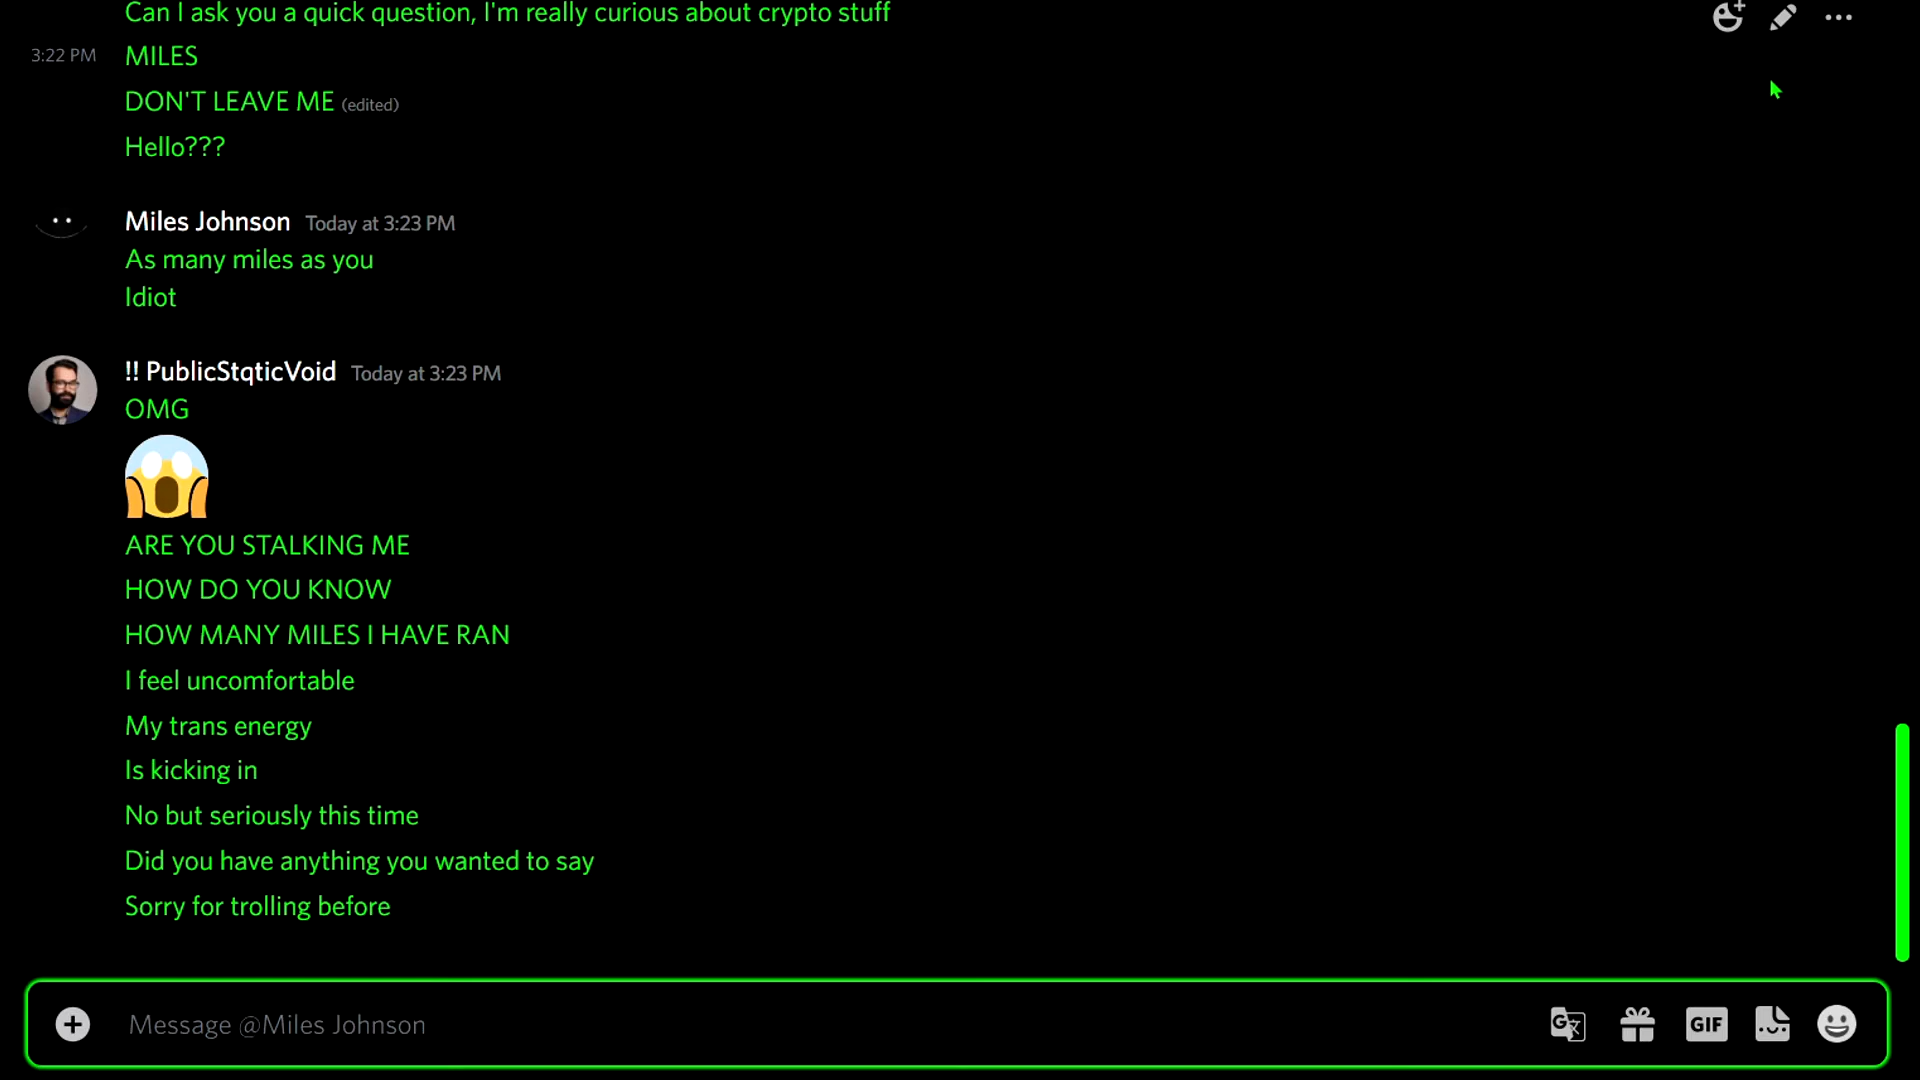 Can I ask you a quick question, I'm really curious about crypto stuff
3:22 PM MILES
DON'T LEAVE ME (edited)
Hello???
Miles Johnson Today at 3:23 PM
As many miles as you
Idiot
!! PublicStqticVoid Today at 3:23 PM
OMG
ARE YOU STALKING ME
HOW DO YOU KNOW
HOW MANY MILES I HAVE RAN
I feel uncomfortable
My trans energy
Is kicking in
No but seriously this time
Did you have anything you wanted to say
Sorry for trolling before
Message @Miles Johnson
GIF